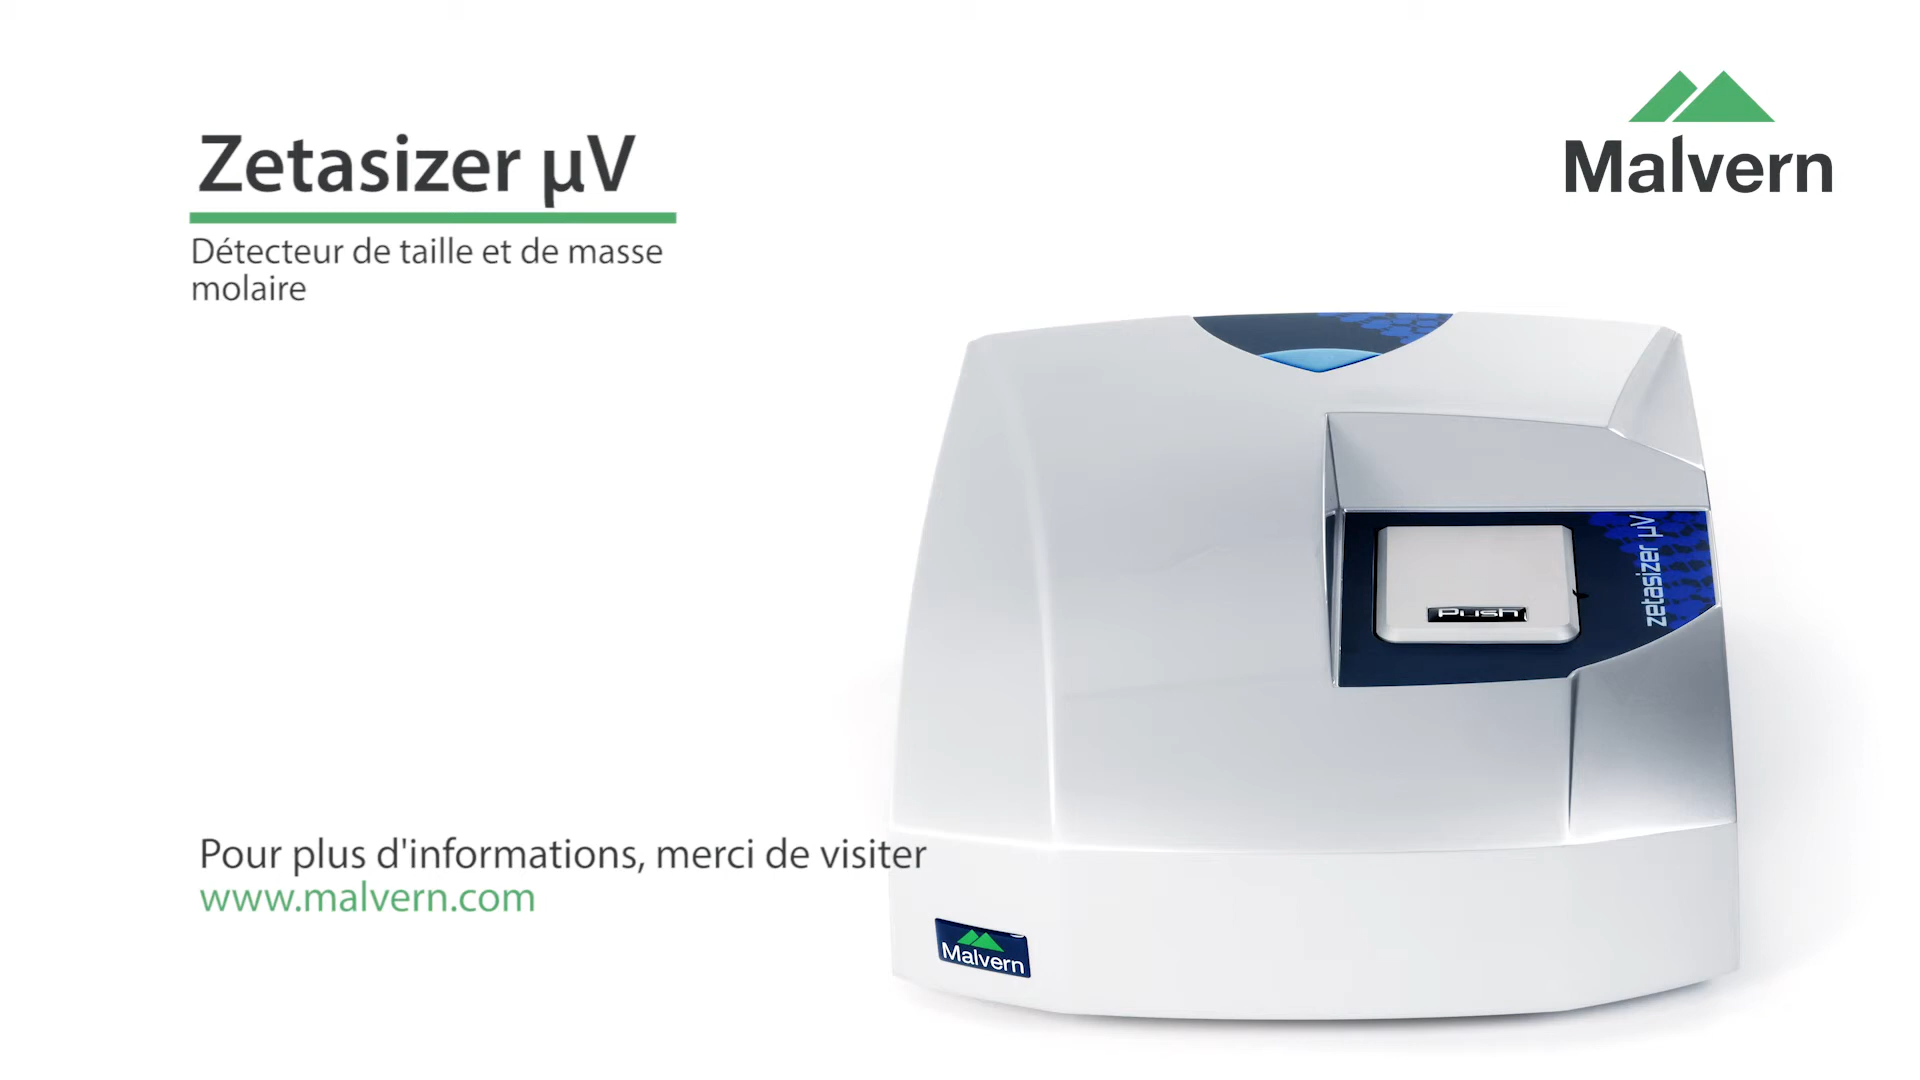 Zetasizer µV
Détecteur de taille et de masse
molaire
Malvern
Push
zetasizer µV
Pour plus d'informations, merci de visiter
www.malvern.com
Malvern